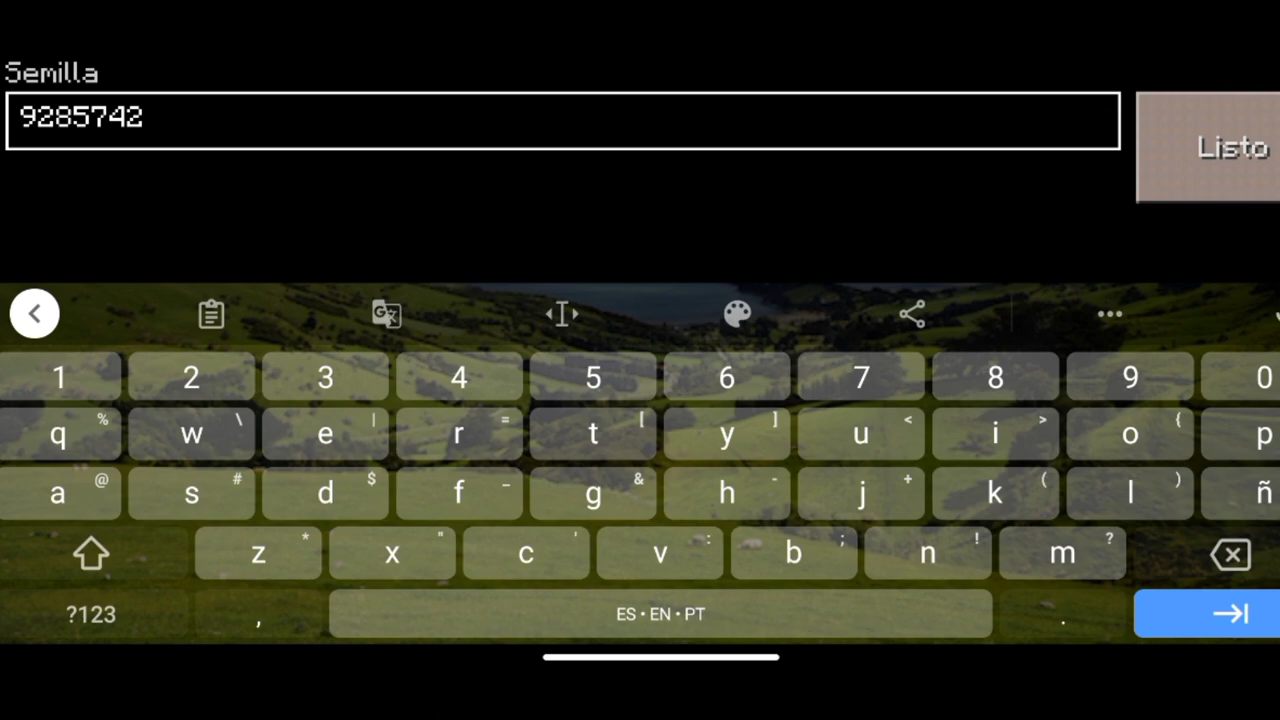 Semilla
9285742
Listo
1 2 3 4 5 6 7 8 9 0
% \ | = [ ] < > {
q w e r t y u i o p
@ # $ _ & - + ( )
a s d f g h j k l ñ
* " ' : ; ! ?
z x c v b n m
?123 , ES • EN • PT .